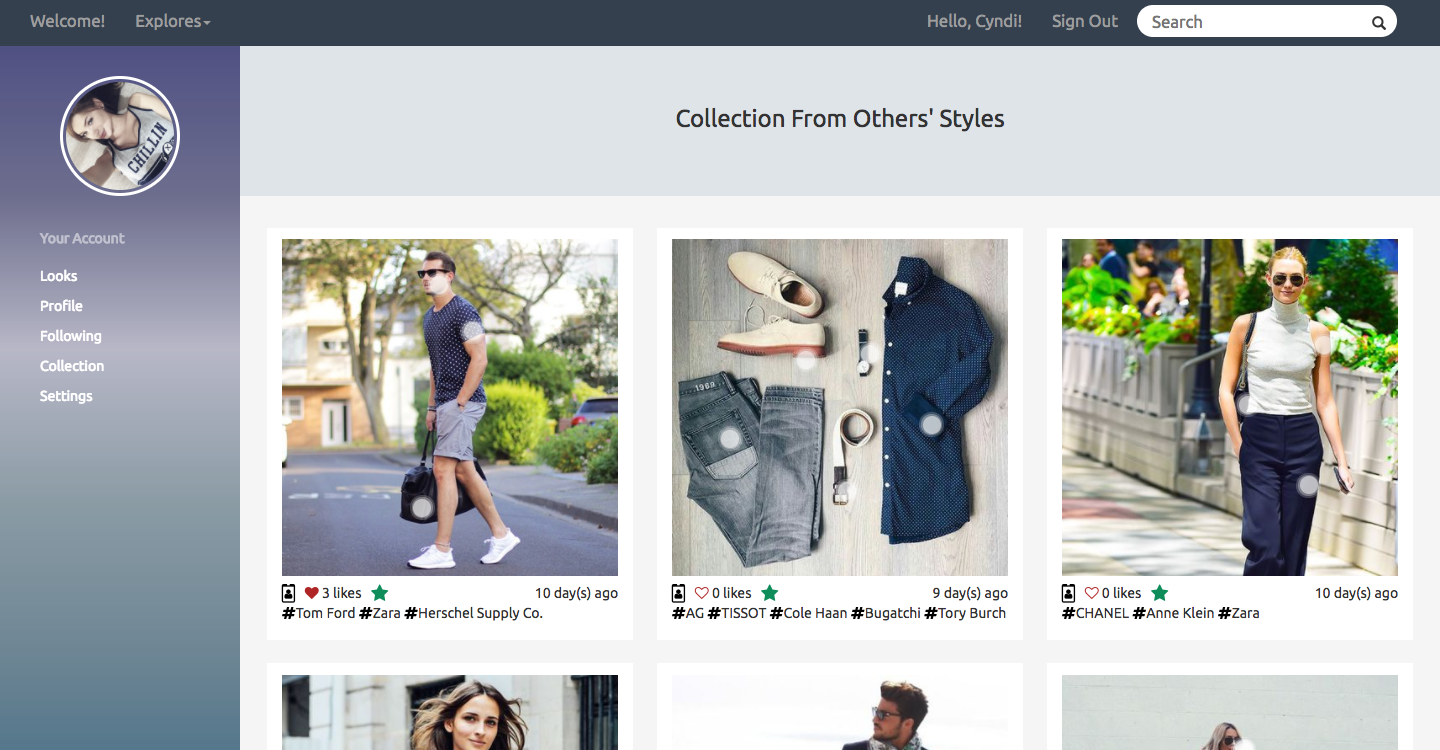 Welcome! Explores Hello, Cyndi! Sign Out Search
CHILLIN
Your Account
Looks
Profile
Following
Collection
Settings
Collection From Others' Styles
3 likes 10 day(s) ago
#Tom Ford #Zara #Herschel Supply Co.
1969
0 likes 9 day(s) ago
#AG #TISSOT #Cole Haan #Bugatchi #Tory Burch
0 likes 10 day(s) ago
#CHANEL #Anne Klein #Zara